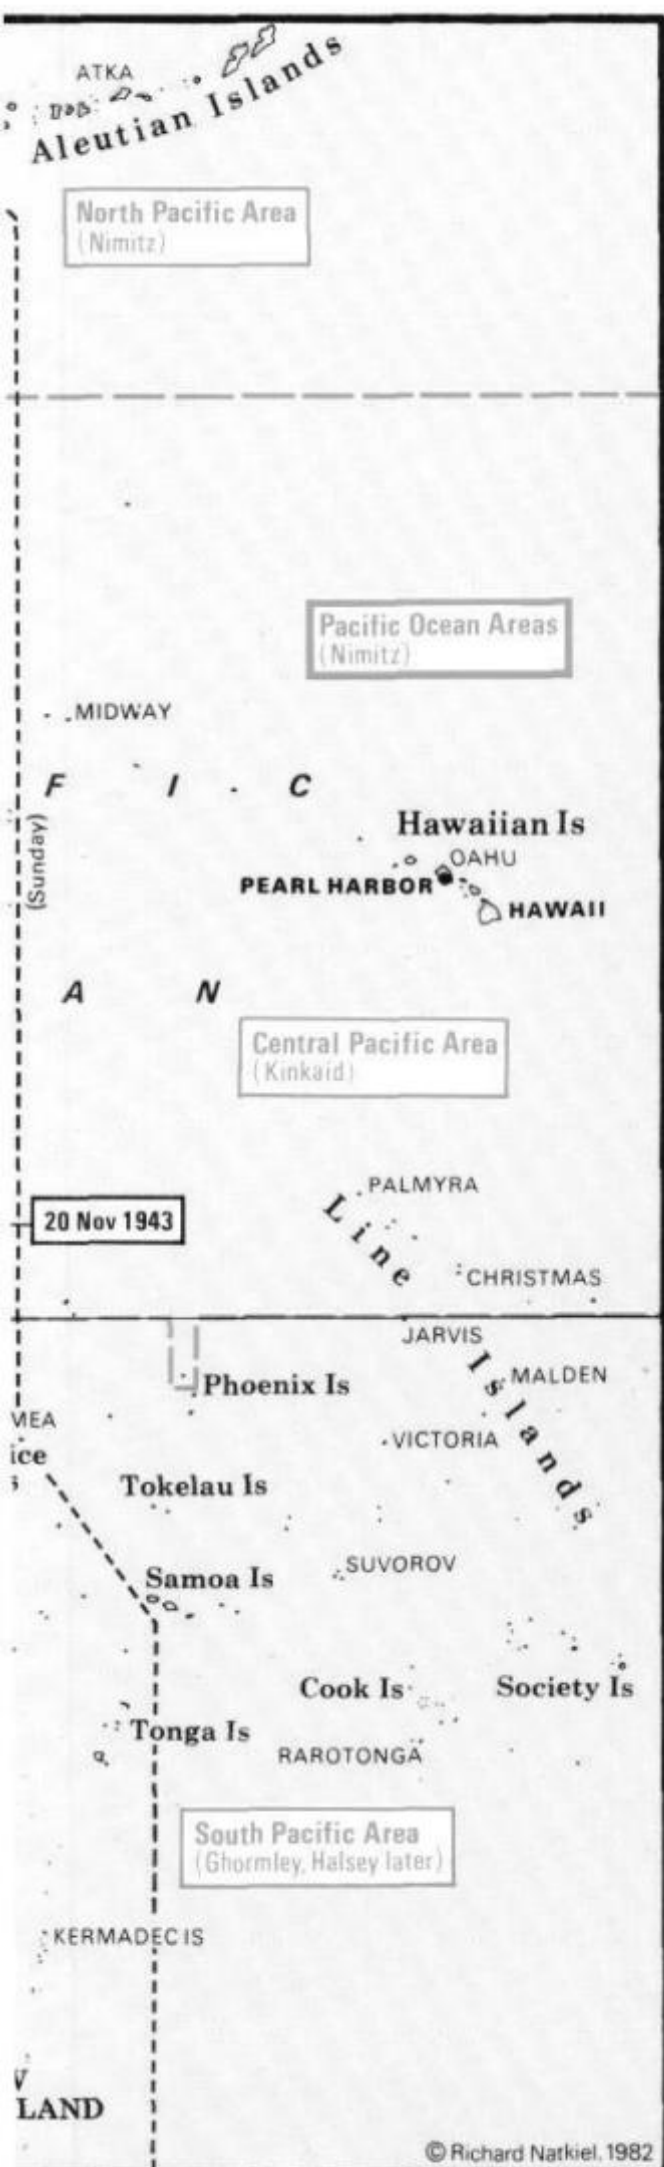 ATKA
Aleutian Islands
North Pacific Area
(Nimitz)
Pacific Ocean Areas
(Nimitz)
MIDWAY
F I C
(Sunday)
Hawaiian Is
OAHU
PEARL HARBOR
HAWAII
A N
Central Pacific Area
(Kinkaid)
PALMYRA
Line
20 Nov 1943
CHRISTMAS
JARVIS
Islands
MALDEN
Phoenix Is
MEA
VICTORIA
ice
s
Tokelau Is
SUVOROV
Samoa Is
Cook Is
Society Is
Tonga Is
RAROTONGA
South Pacific Area
(Ghormley, Halsey later)
KERMADEC IS
W
LAND
© Richard Natkiel, 1982